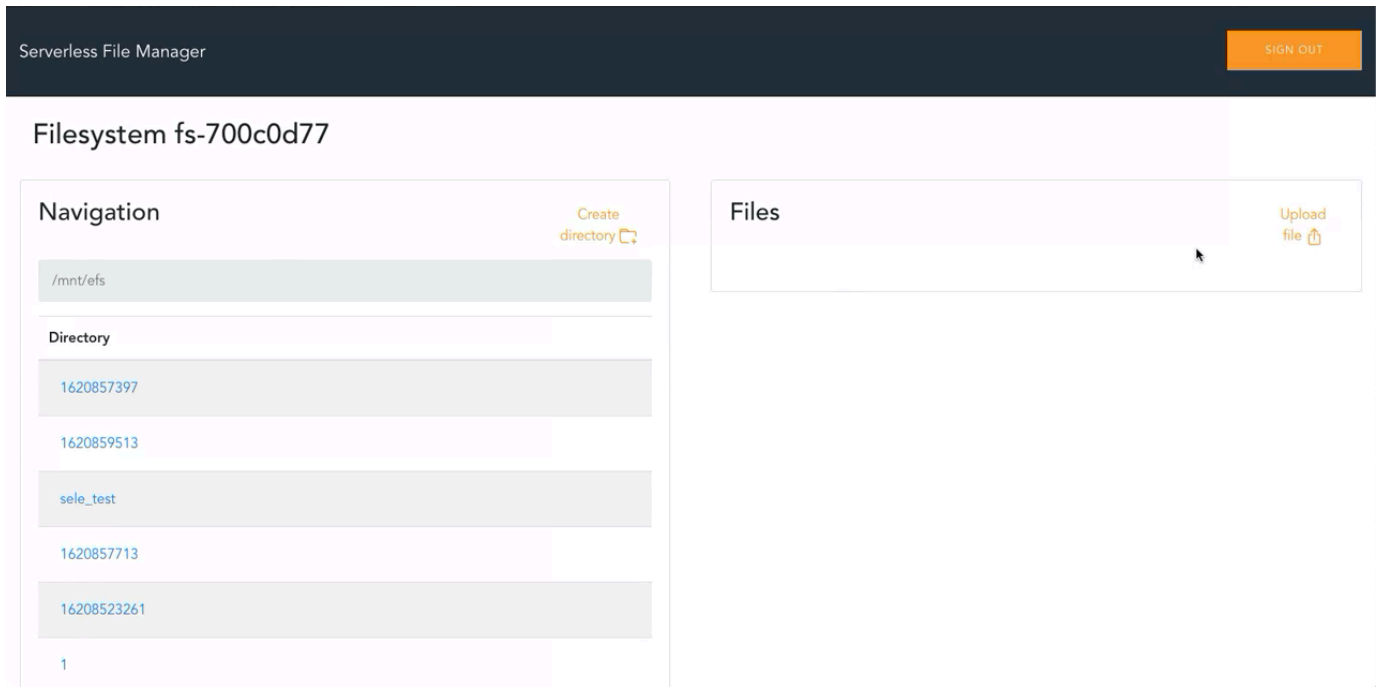 Serverless File Manager
SIGN OUT
Filesystem fs-700c0d77
Navigation
Create
directory
/mnt/efs
Directory
1620857397
1620859513
sele_test
1620857713
16208523261
1
Files
Upload
file